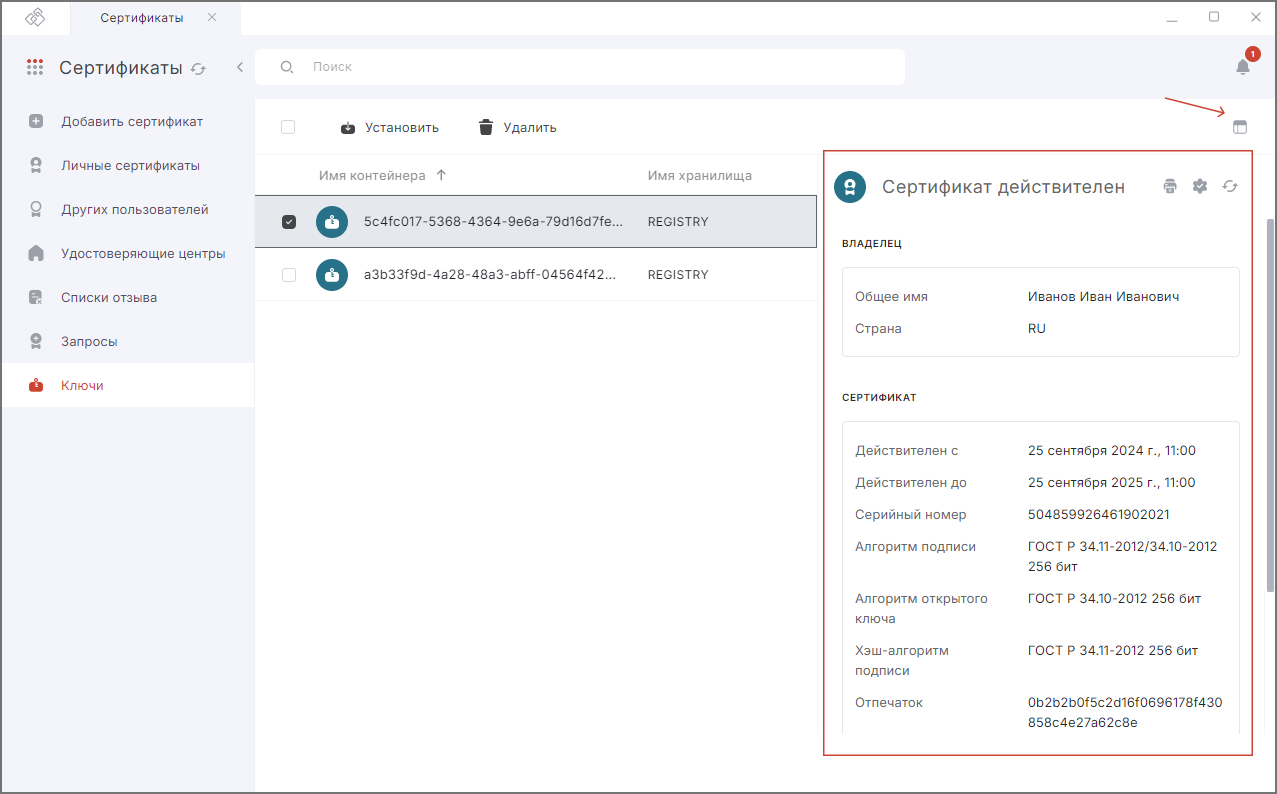 Сертификаты
Сертификаты
Поиск
1
Добавить сертификат
Личные сертификаты
Других пользователей
Удостоверяющие центры
Списки отзыва
Запросы
Ключи
Установить
Удалить
Имя контейнера
Имя хранилища
5c4fc017-5368-4364-9e6a-79d16d7fe...
REGISTRY
a3b33f9d-4a28-48a3-abff-04564f42...
REGISTRY
Сертификат действителен
ВЛАДЕЛЕЦ
Общее имя
Иванов Иван Иванович
Страна
RU
СЕРТИФИКАТ
Действителен с
25 сентября 2024 г., 11:00
Действителен до
25 сентября 2025 г., 11:00
Серийный номер
504859926461902021
Алгоритм подписи
ГОСТ Р 34.11-2012/34.10-2012
256 бит
Алгоритм открытого
ключа
ГОСТ Р 34.10-2012 256 бит
Хэш-алгоритм
подписи
ГОСТ Р 34.11-2012 256 бит
Отпечаток
0b2b2b0f5c2d16f0696178f430
858c4e27a62c8e